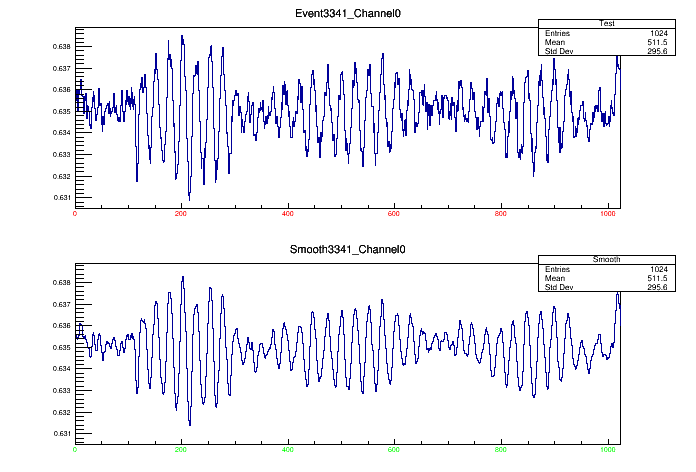 Event3341_Channel0
Test
Entries 1024
Mean 511.5
Std Dev 295.6
0.638
0.637
0.636
0.635
0.634
0.633
0.632
0.631
0 200 400 600 800 1000
Smooth3341_Channel0
Smooth
Entries 1024
Mean 511.5
Std Dev 295.6
0.638
0.637
0.636
0.635
0.634
0.633
0.632
0.631
0 200 400 600 800 1000